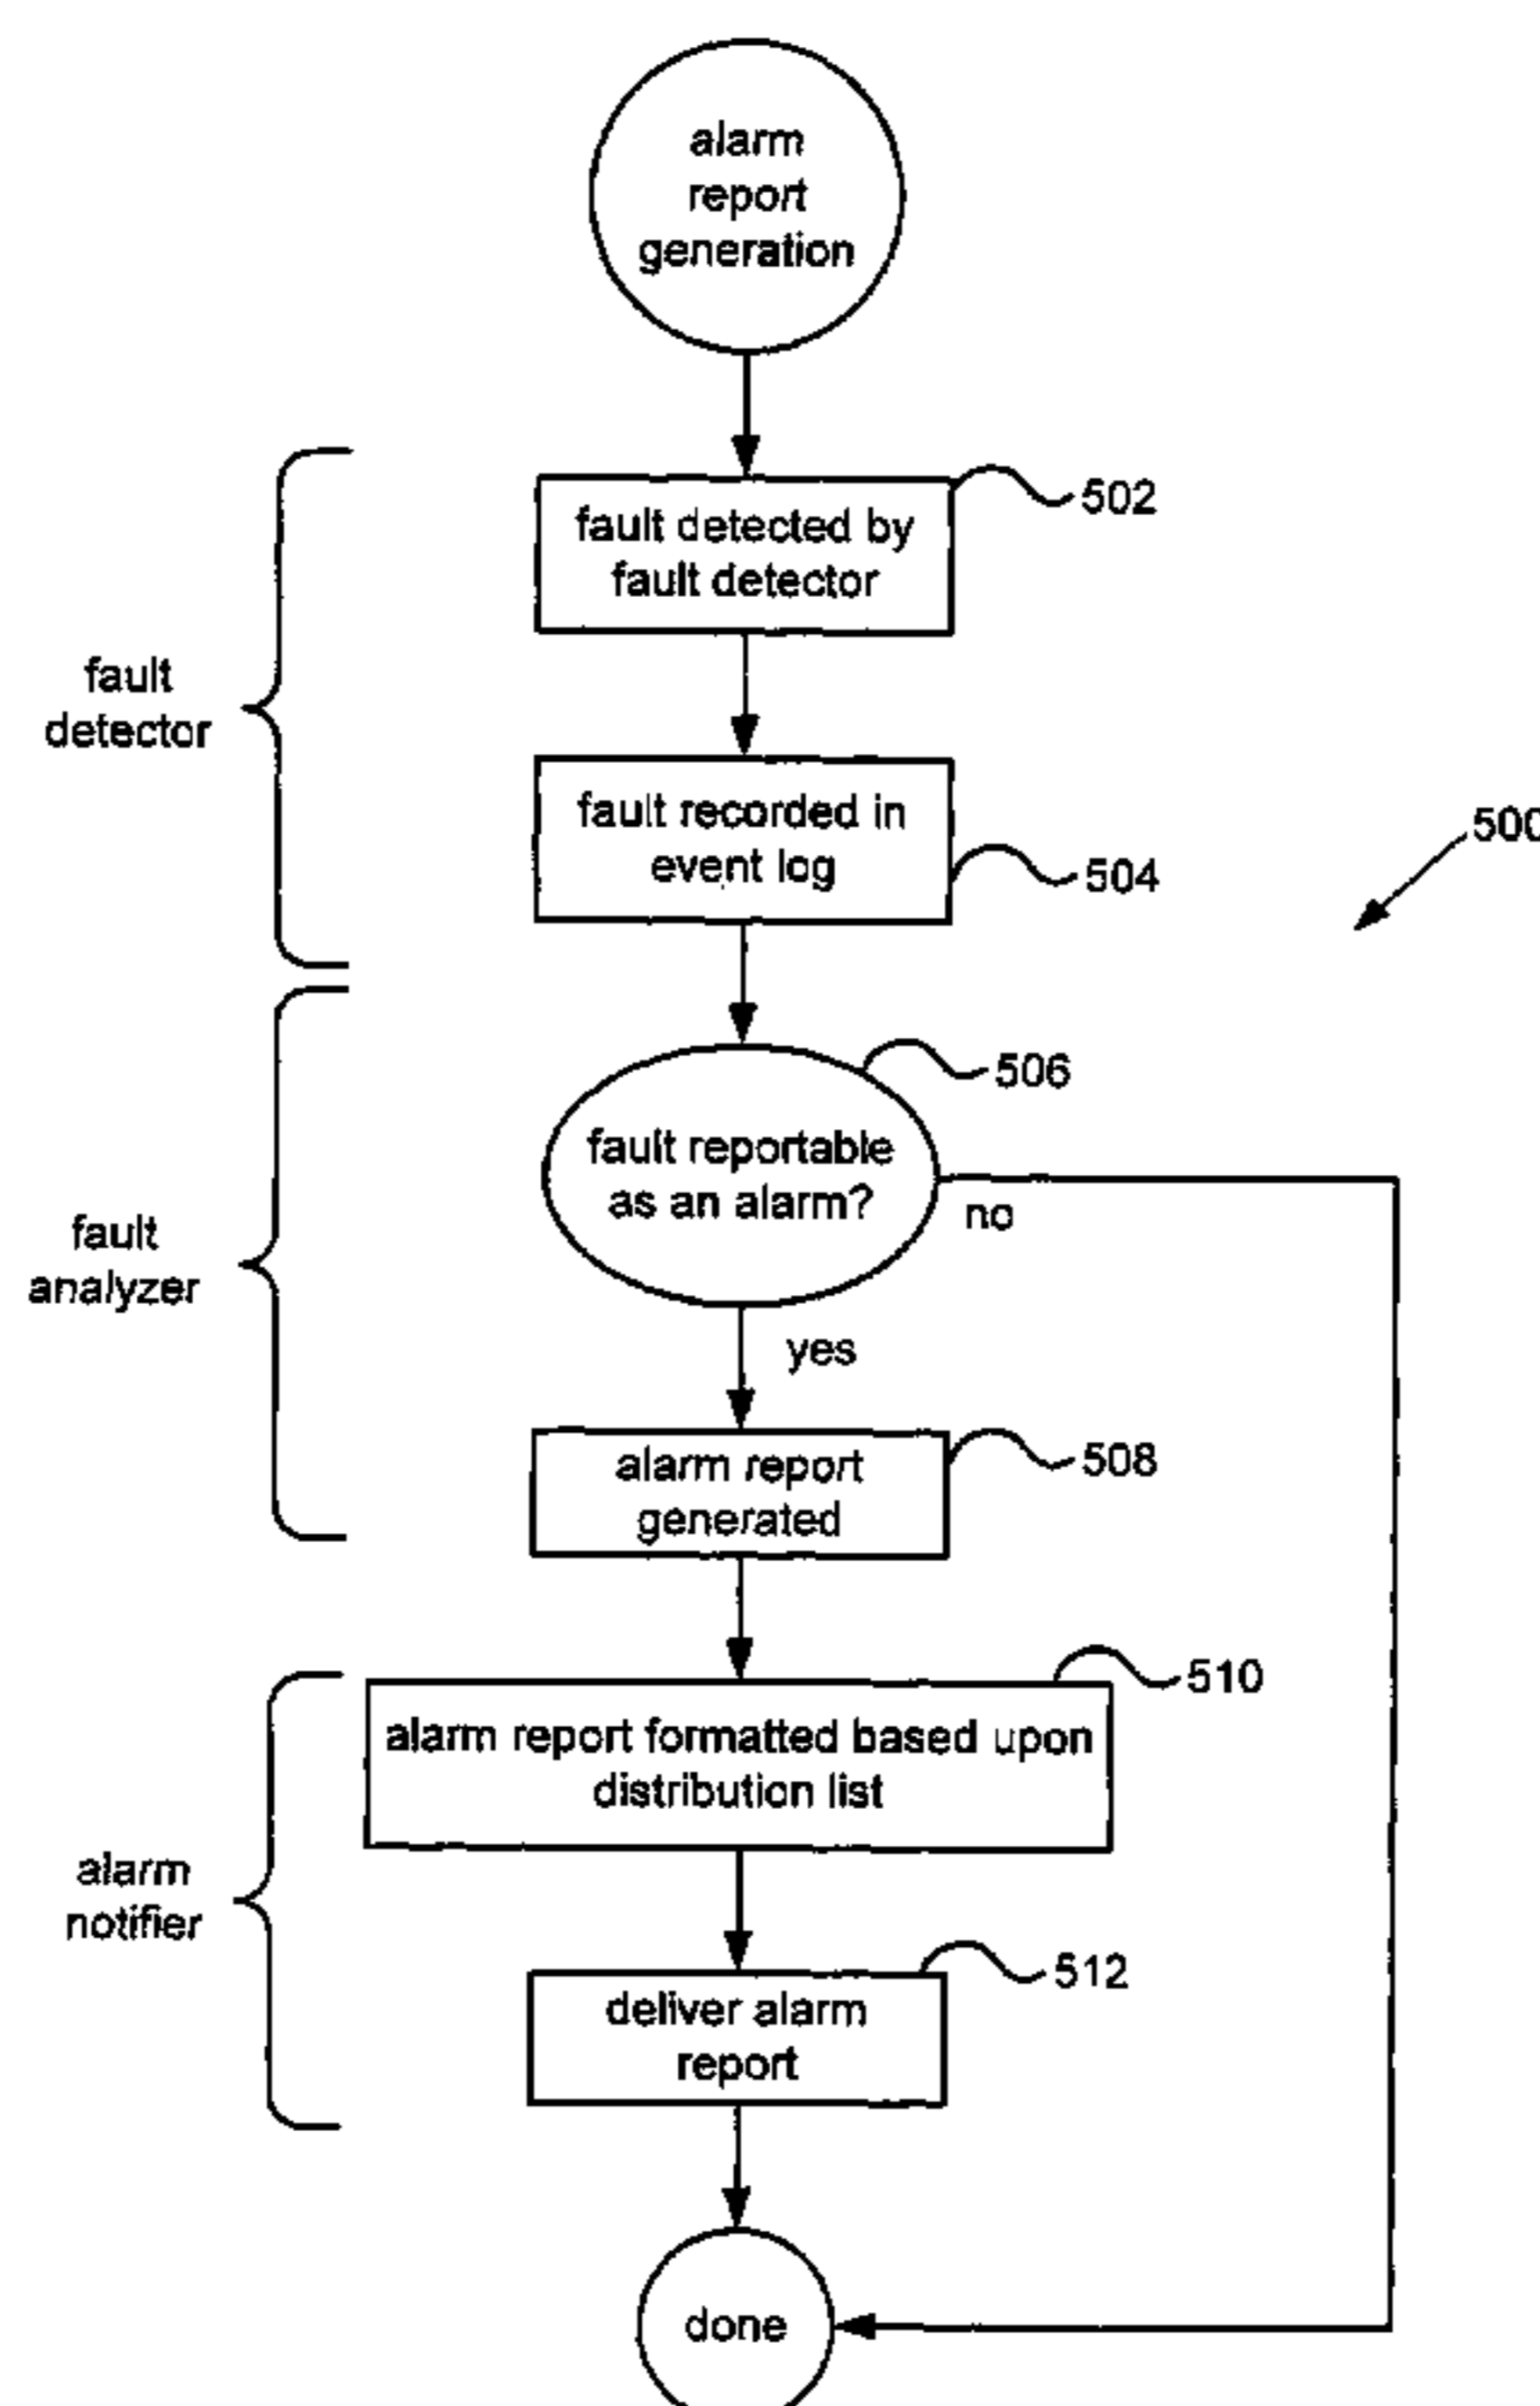 alarm
report
generation
502
fault detected by
fault detector
fault
detector
fault recorded in
event log
500
504
506
fault reportable
as an alarm?
no
fault
analyzer
yes
alarm report
generated
508
510
alarm report formatted based upon
distribution list
alarm
notifier
512
deliver alarm
report
done